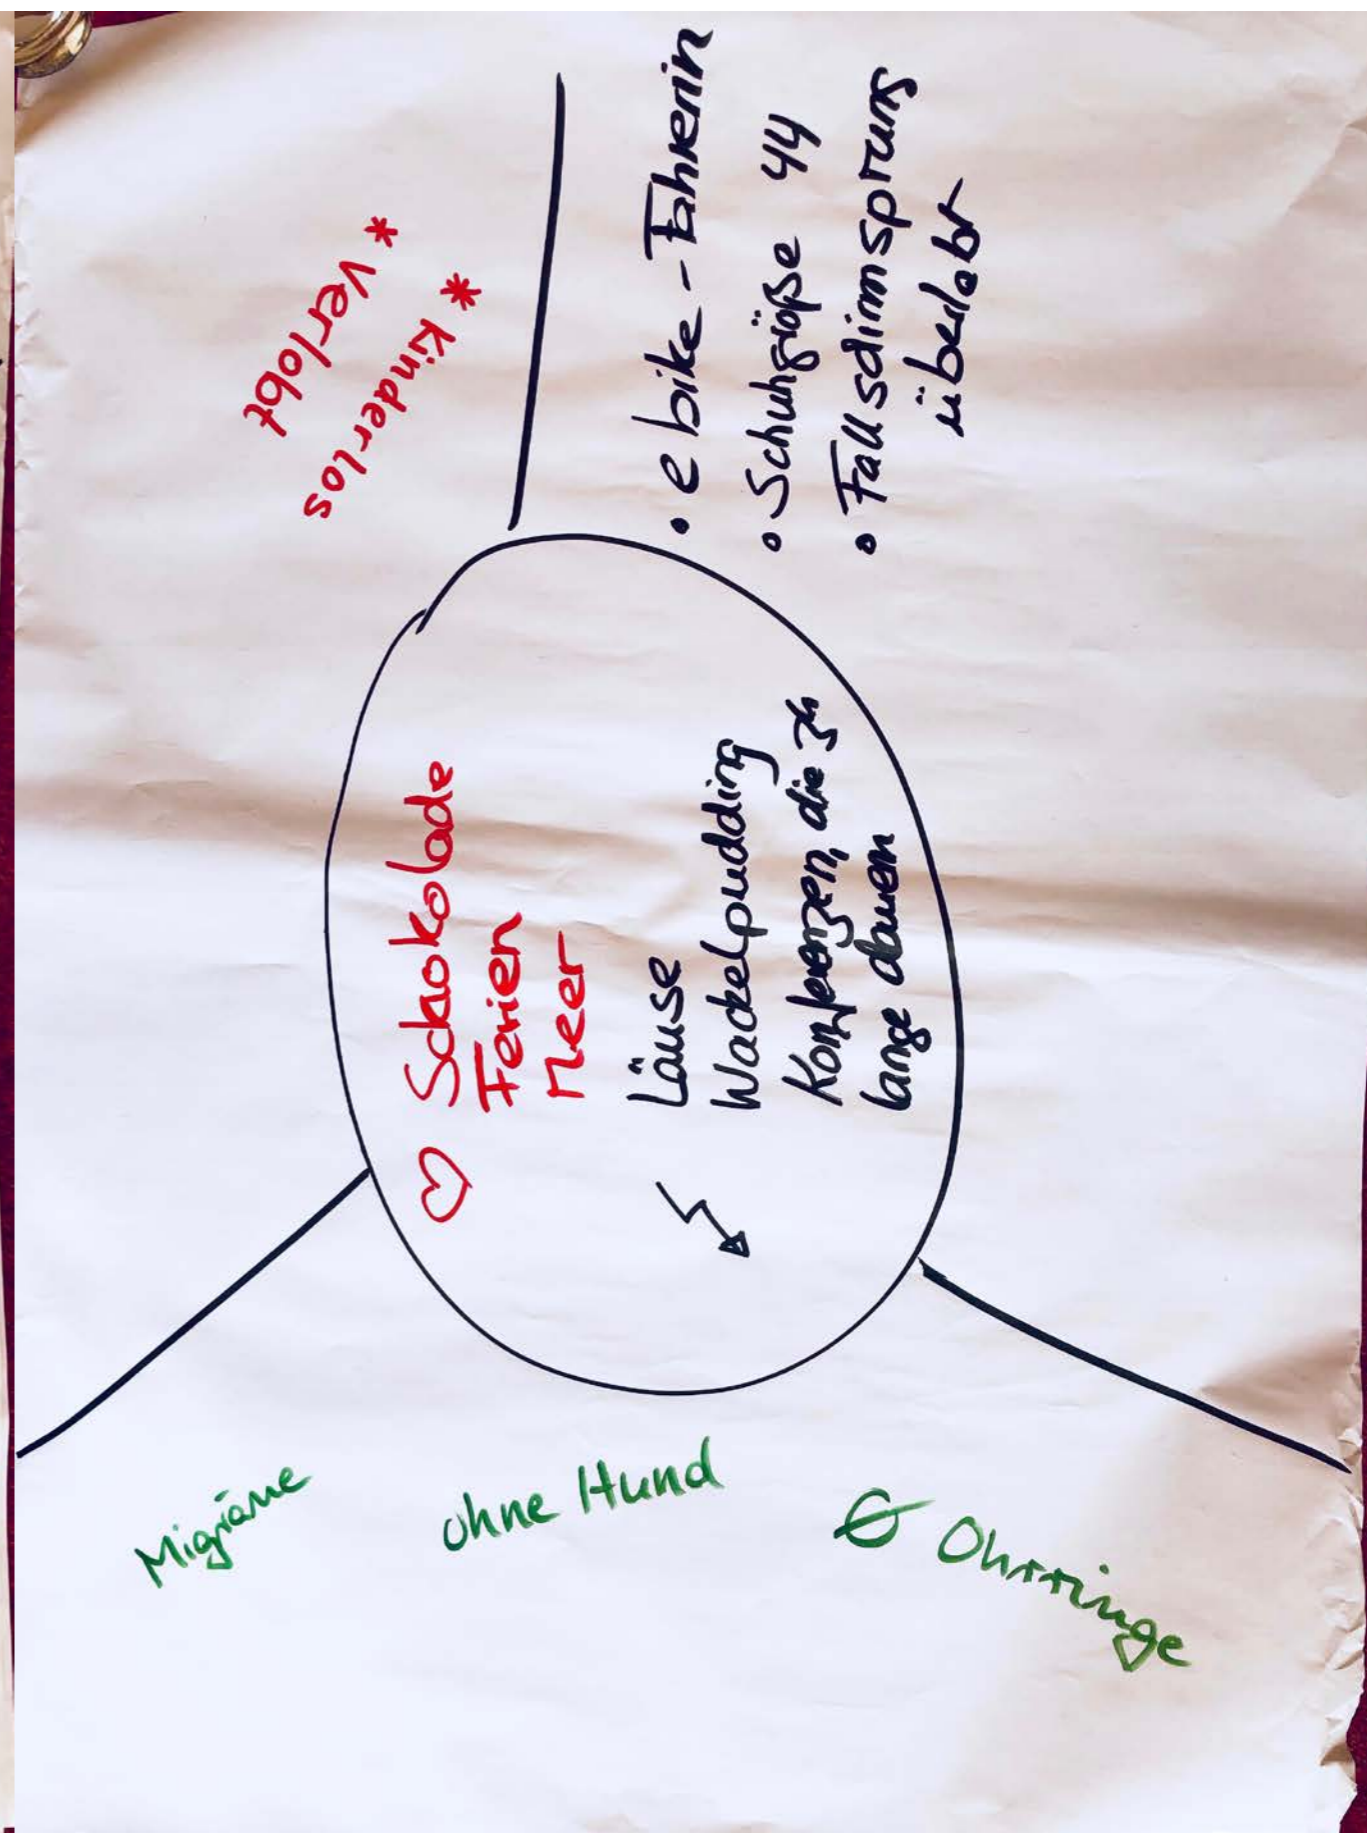 * Verlobt
* Kinderlos
• e bike-Fahrerin
• Schuhgröße 44
• Fallschirmsprung
überlebt
♡ Schokolade
Ferien
Meer
Läuse
Wackelpudding
Konferenzen, die zu
lange dauern
Migräne
ohne Hund
Ø Ohrringe